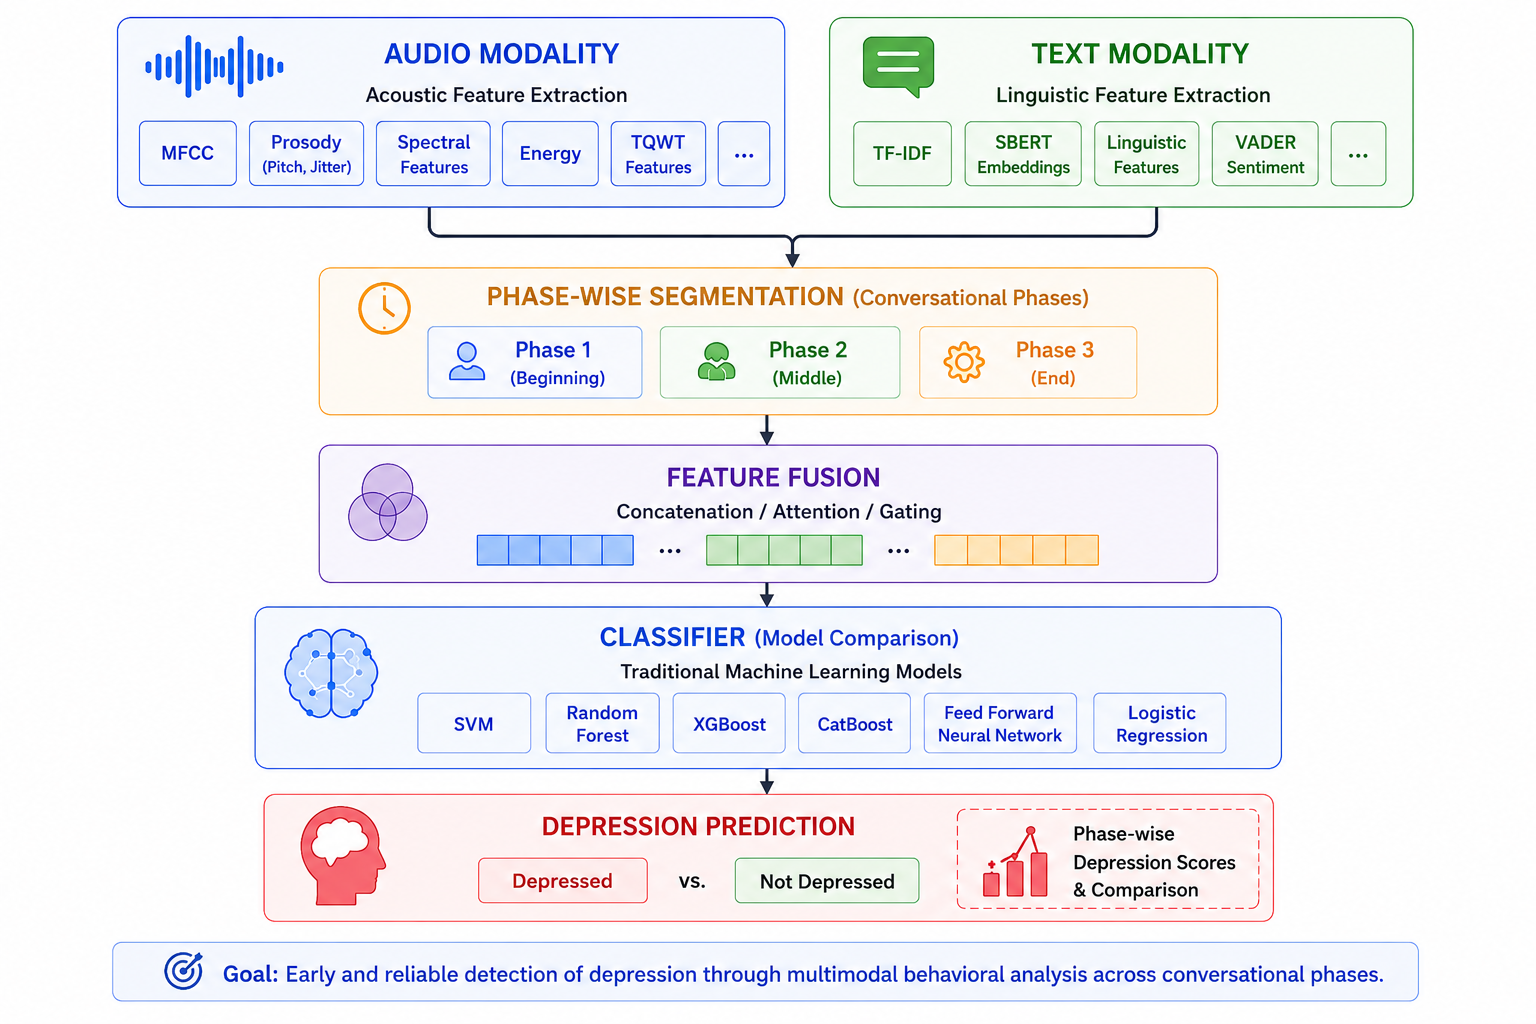 AUDIO MODALITY
Acoustic Feature Extraction
MFCC
Prosody
(Pitch, Jitter)
Spectral
Features
Energy
TQWT
Features
...
TEXT MODALITY
Linguistic Feature Extraction
TF-IDF
SBERT
Embeddings
Linguistic
Features
VADER
Sentiment
...
PHASE-WISE SEGMENTATION (Conversational Phases)
Phase 1
(Beginning)
Phase 2
(Middle)
Phase 3
(End)
FEATURE FUSION
Concatenation / Attention / Gating
... ...
CLASSIFIER (Model Comparison)
Traditional Machine Learning Models
SVM
Random
Forest
XGBoost
CatBoost
Feed Forward
Neural Network
Logistic
Regression
DEPRESSION PREDICTION
Depressed
vs.
Not Depressed
Phase-wise
Depression Scores
& Comparison
Goal: Early and reliable detection of depression through multimodal behavioral analysis across conversational phases.